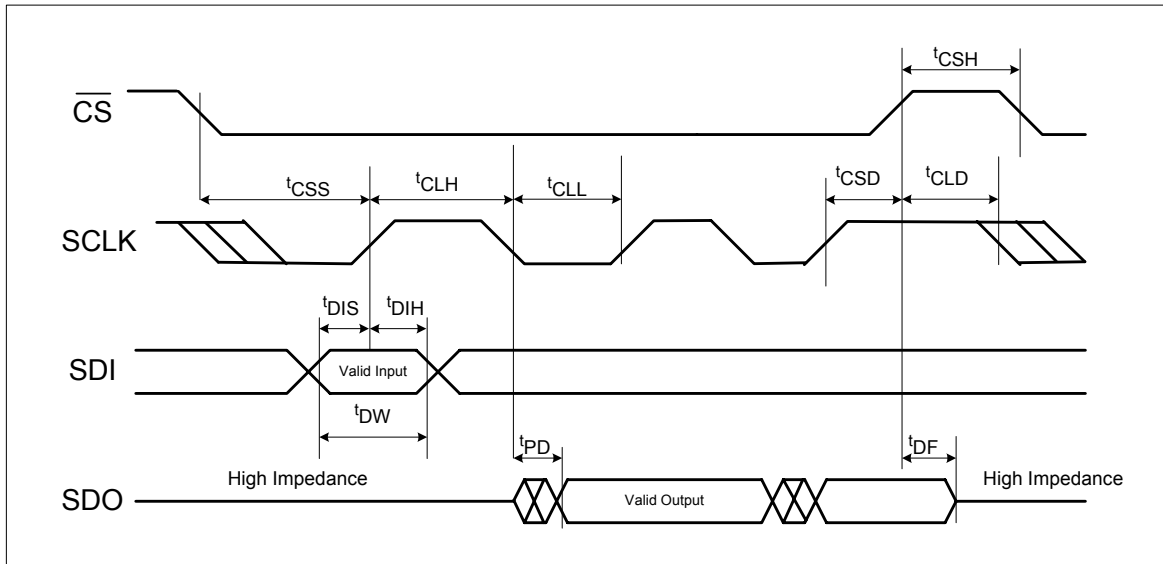 tCSH
CS
tCSS
tCLH
tCLL
tCSD
tCLD
SCLK
tDIS
tDIH
SDI
Valid Input
tDW
tPD
tDF
High Impedance
High Impedance
SDO
Valid Output